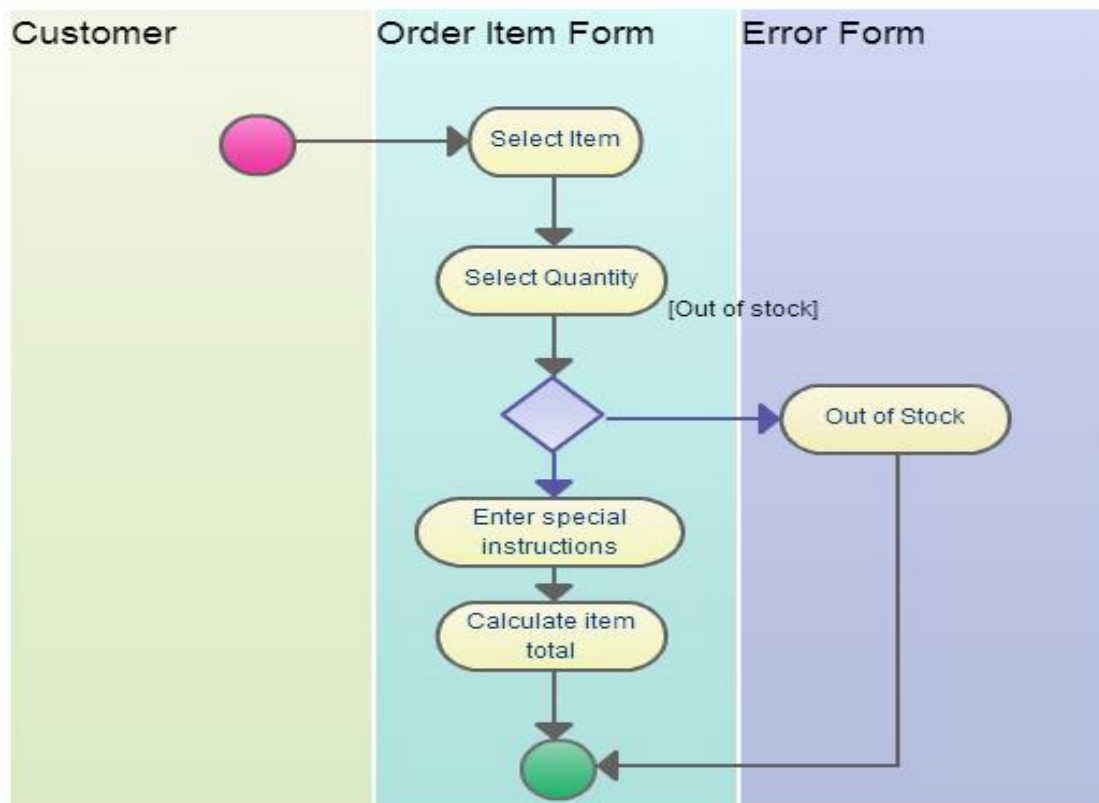 Customer
Order Item Form
Error Form
Select Item
Select Quantity
[Out of stock]
Out of Stock
Enter special
instructions
Calculate item
total